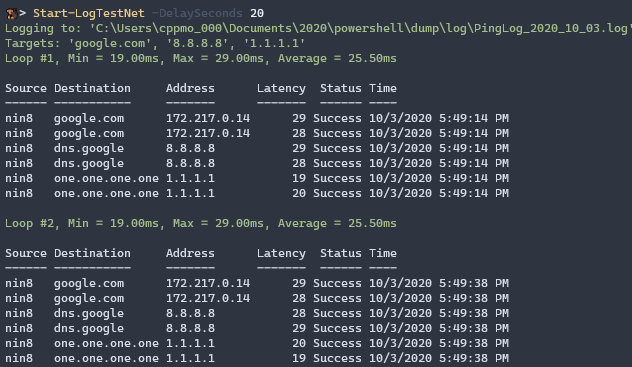 > Start-LogTestNet -DelaySeconds 20
Logging to: 'C:\Users\cppmo_000\Documents\2020\powershell\dump\log\PingLog_2020_10_03.log'
Targets: 'google.com', '8.8.8.8', '1.1.1.1'
Loop #1, Min = 19.00ms, Max = 29.00ms, Average = 25.50ms
Source Destination Address Latency Status Time
------ ----------- ------- ------- ------ ----
nin8 google.com 172.217.0.14 29 Success 10/3/2020 5:49:14 PM
nin8 google.com 172.217.0.14 28 Success 10/3/2020 5:49:14 PM
nin8 dns.google 8.8.8.8 29 Success 10/3/2020 5:49:14 PM
nin8 dns.google 8.8.8.8 28 Success 10/3/2020 5:49:14 PM
nin8 one.one.one.one 1.1.1.1 19 Success 10/3/2020 5:49:14 PM
nin8 one.one.one.one 1.1.1.1 20 Success 10/3/2020 5:49:14 PM
Loop #2, Min = 19.00ms, Max = 29.00ms, Average = 25.50ms
Source Destination Address Latency Status Time
------ ----------- ------- ------- ------ ----
nin8 google.com 172.217.0.14 29 Success 10/3/2020 5:49:38 PM
nin8 google.com 172.217.0.14 28 Success 10/3/2020 5:49:38 PM
nin8 dns.google 8.8.8.8 28 Success 10/3/2020 5:49:38 PM
nin8 dns.google 8.8.8.8 29 Success 10/3/2020 5:49:38 PM
nin8 one.one.one.one 1.1.1.1 20 Success 10/3/2020 5:49:38 PM
nin8 one.one.one.one 1.1.1.1 19 Success 10/3/2020 5:49:38 PM